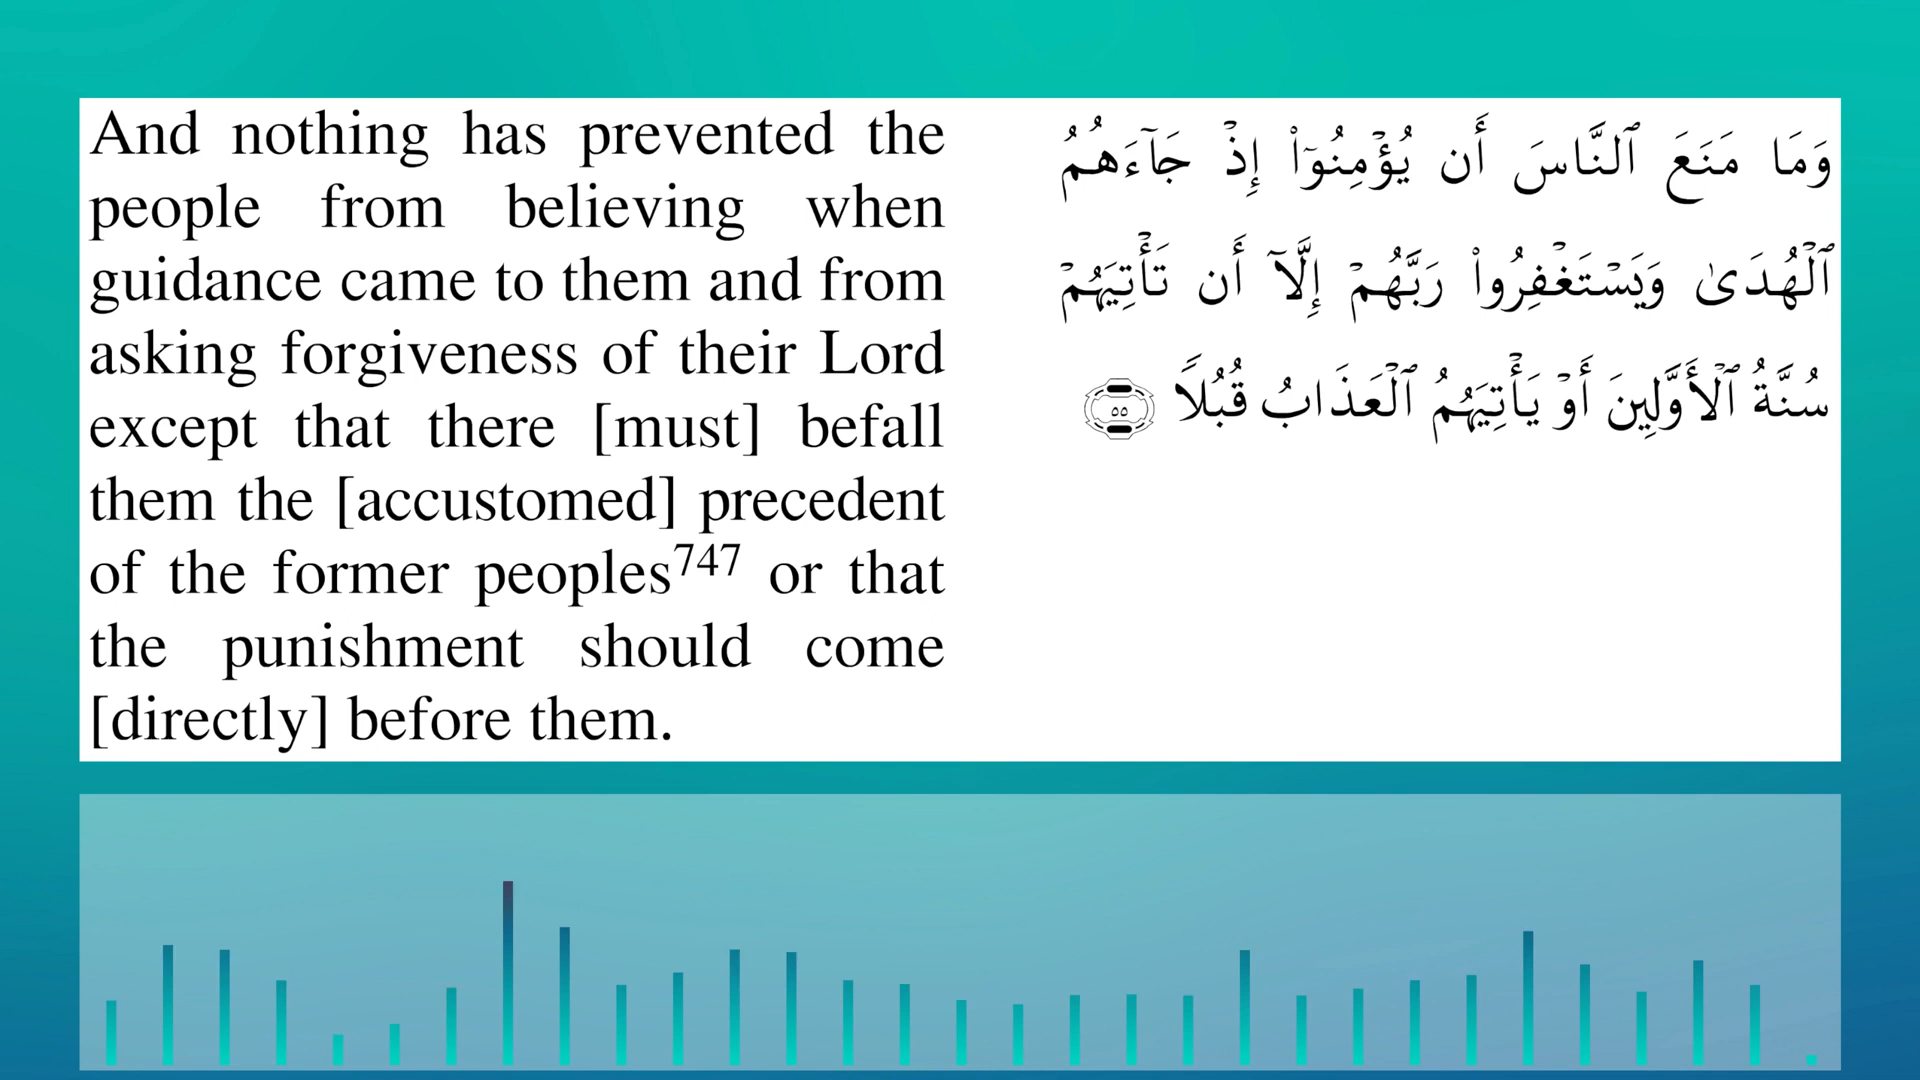 And nothing has prevented the
people from believing when
guidance came to them and from
asking forgiveness of their Lord
except that there [must] befall
them the [accustomed] precedent
of the former peoples747 or that
the punishment should come
[directly] before them.
وَمَا مَنَعَ ٱلنَّاسَ أَن يُؤۡمِنُوٓاْ إِذۡ جَآءَهُمُ
ٱلۡهُدَىٰ وَيَسۡتَغۡفِرُواْ رَبَّهُمۡ إِلَّآ أَن تَأۡتِيَهُمۡ
سُنَّةُ ٱلۡأَوَّلِينَ أَوۡ يَأۡتِيَهُمُ ٱلۡعَذَابُ قُبُلٗا ٥٥